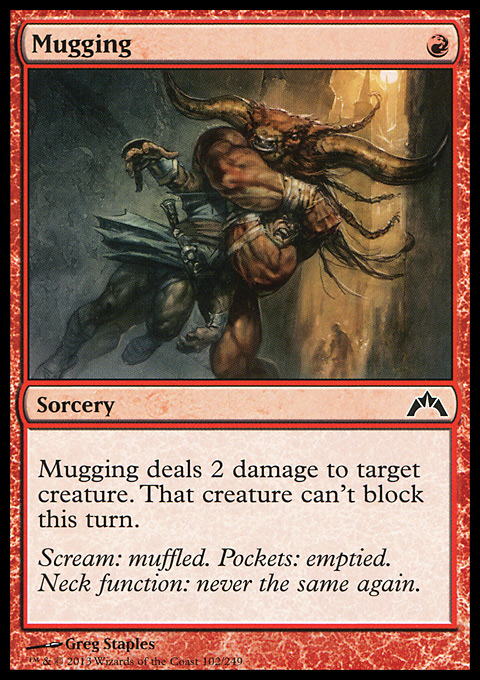 Mugging
Sorcery
Mugging deals 2 damage to target
creature. That creature can't block
this turn.
Scream: muffled. Pockets: emptied.
Neck function: never the same again.
Greg Staples
™ & © 2013 Wizards of the Coast 102/249